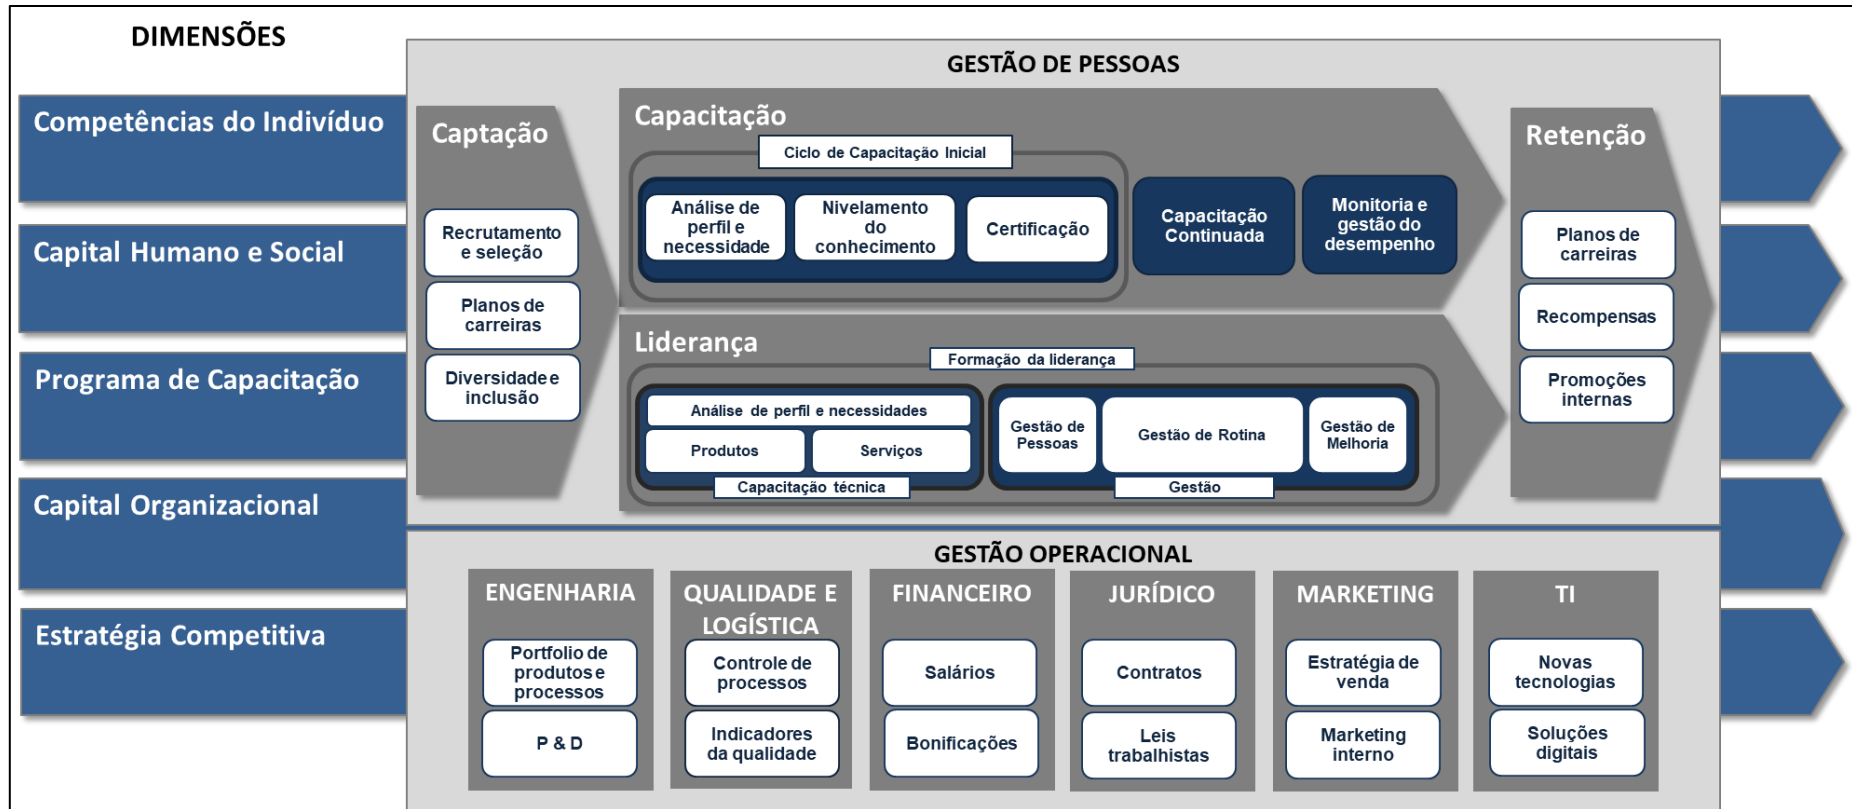 DIMENSÕES
Competências do Indivíduo
Capital Humano e Social
Programa de Capacitação
Capital Organizacional
Estratégia Competitiva
GESTÃO DE PESSOAS
Captação
Recrutamento
e seleção
Planos de
carreiras
Diversidade e
inclusão
Capacitação
Ciclo de Capacitação Inicial
Análise de
perfil e
necessidade
Nivelamento
do
conhecimento
Certificação
Capacitação
Continuada
Monitoria e
gestão do
desempenho
Liderança
Formação da liderança
Análise de perfil e necessidades
Produtos
Serviços
Capacitação técnica
Gestão de
Pessoas
Gestão de Rotina
Gestão de
Melhoria
Gestão
Retenção
Planos de
carreiras
Recompensas
Promoções
internas
GESTÃO OPERACIONAL
ENGENHARIA
Portfolio de
produtos e
processos
P & D
QUALIDADE E
LOGÍSTICA
Controle de
processos
Indicadores
da qualidade
FINANCEIRO
Salários
Bonificações
JURÍDICO
Contratos
Leis
trabalhistas
MARKETING
Estratégia de
venda
Marketing
interno
TI
Novas
tecnologias
Soluções
digitais